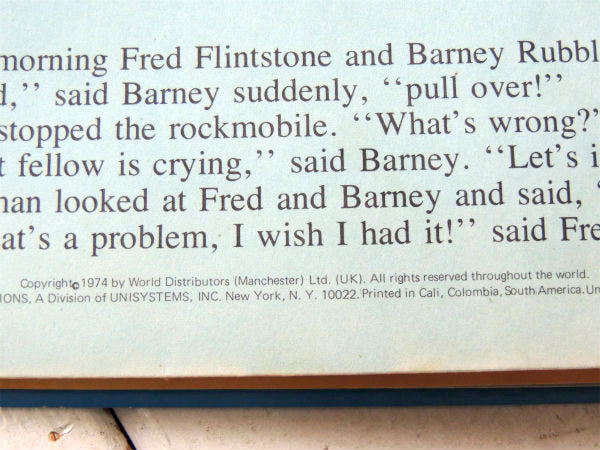 morning Fred Flintstone and Barney Rubbl
d,’’ said Barney suddenly, ‘‘pull over!’’
stopped the rockmobile. ‘‘What's wrong?’
t fellow is crying,’’ said Barney. ‘‘Let's i
nan looked at Fred and Barney and said, ‘
at's a problem, I wish I had it!’’ said Fre
Copyright © 1974 by World Distributors (Manchester) Ltd. (UK). All rights reserved throughout the world.
IONS, A Division of UNISYSTEMS, INC. New York, N. Y. 10022. Printed in Cali, Colombia, South America. Un